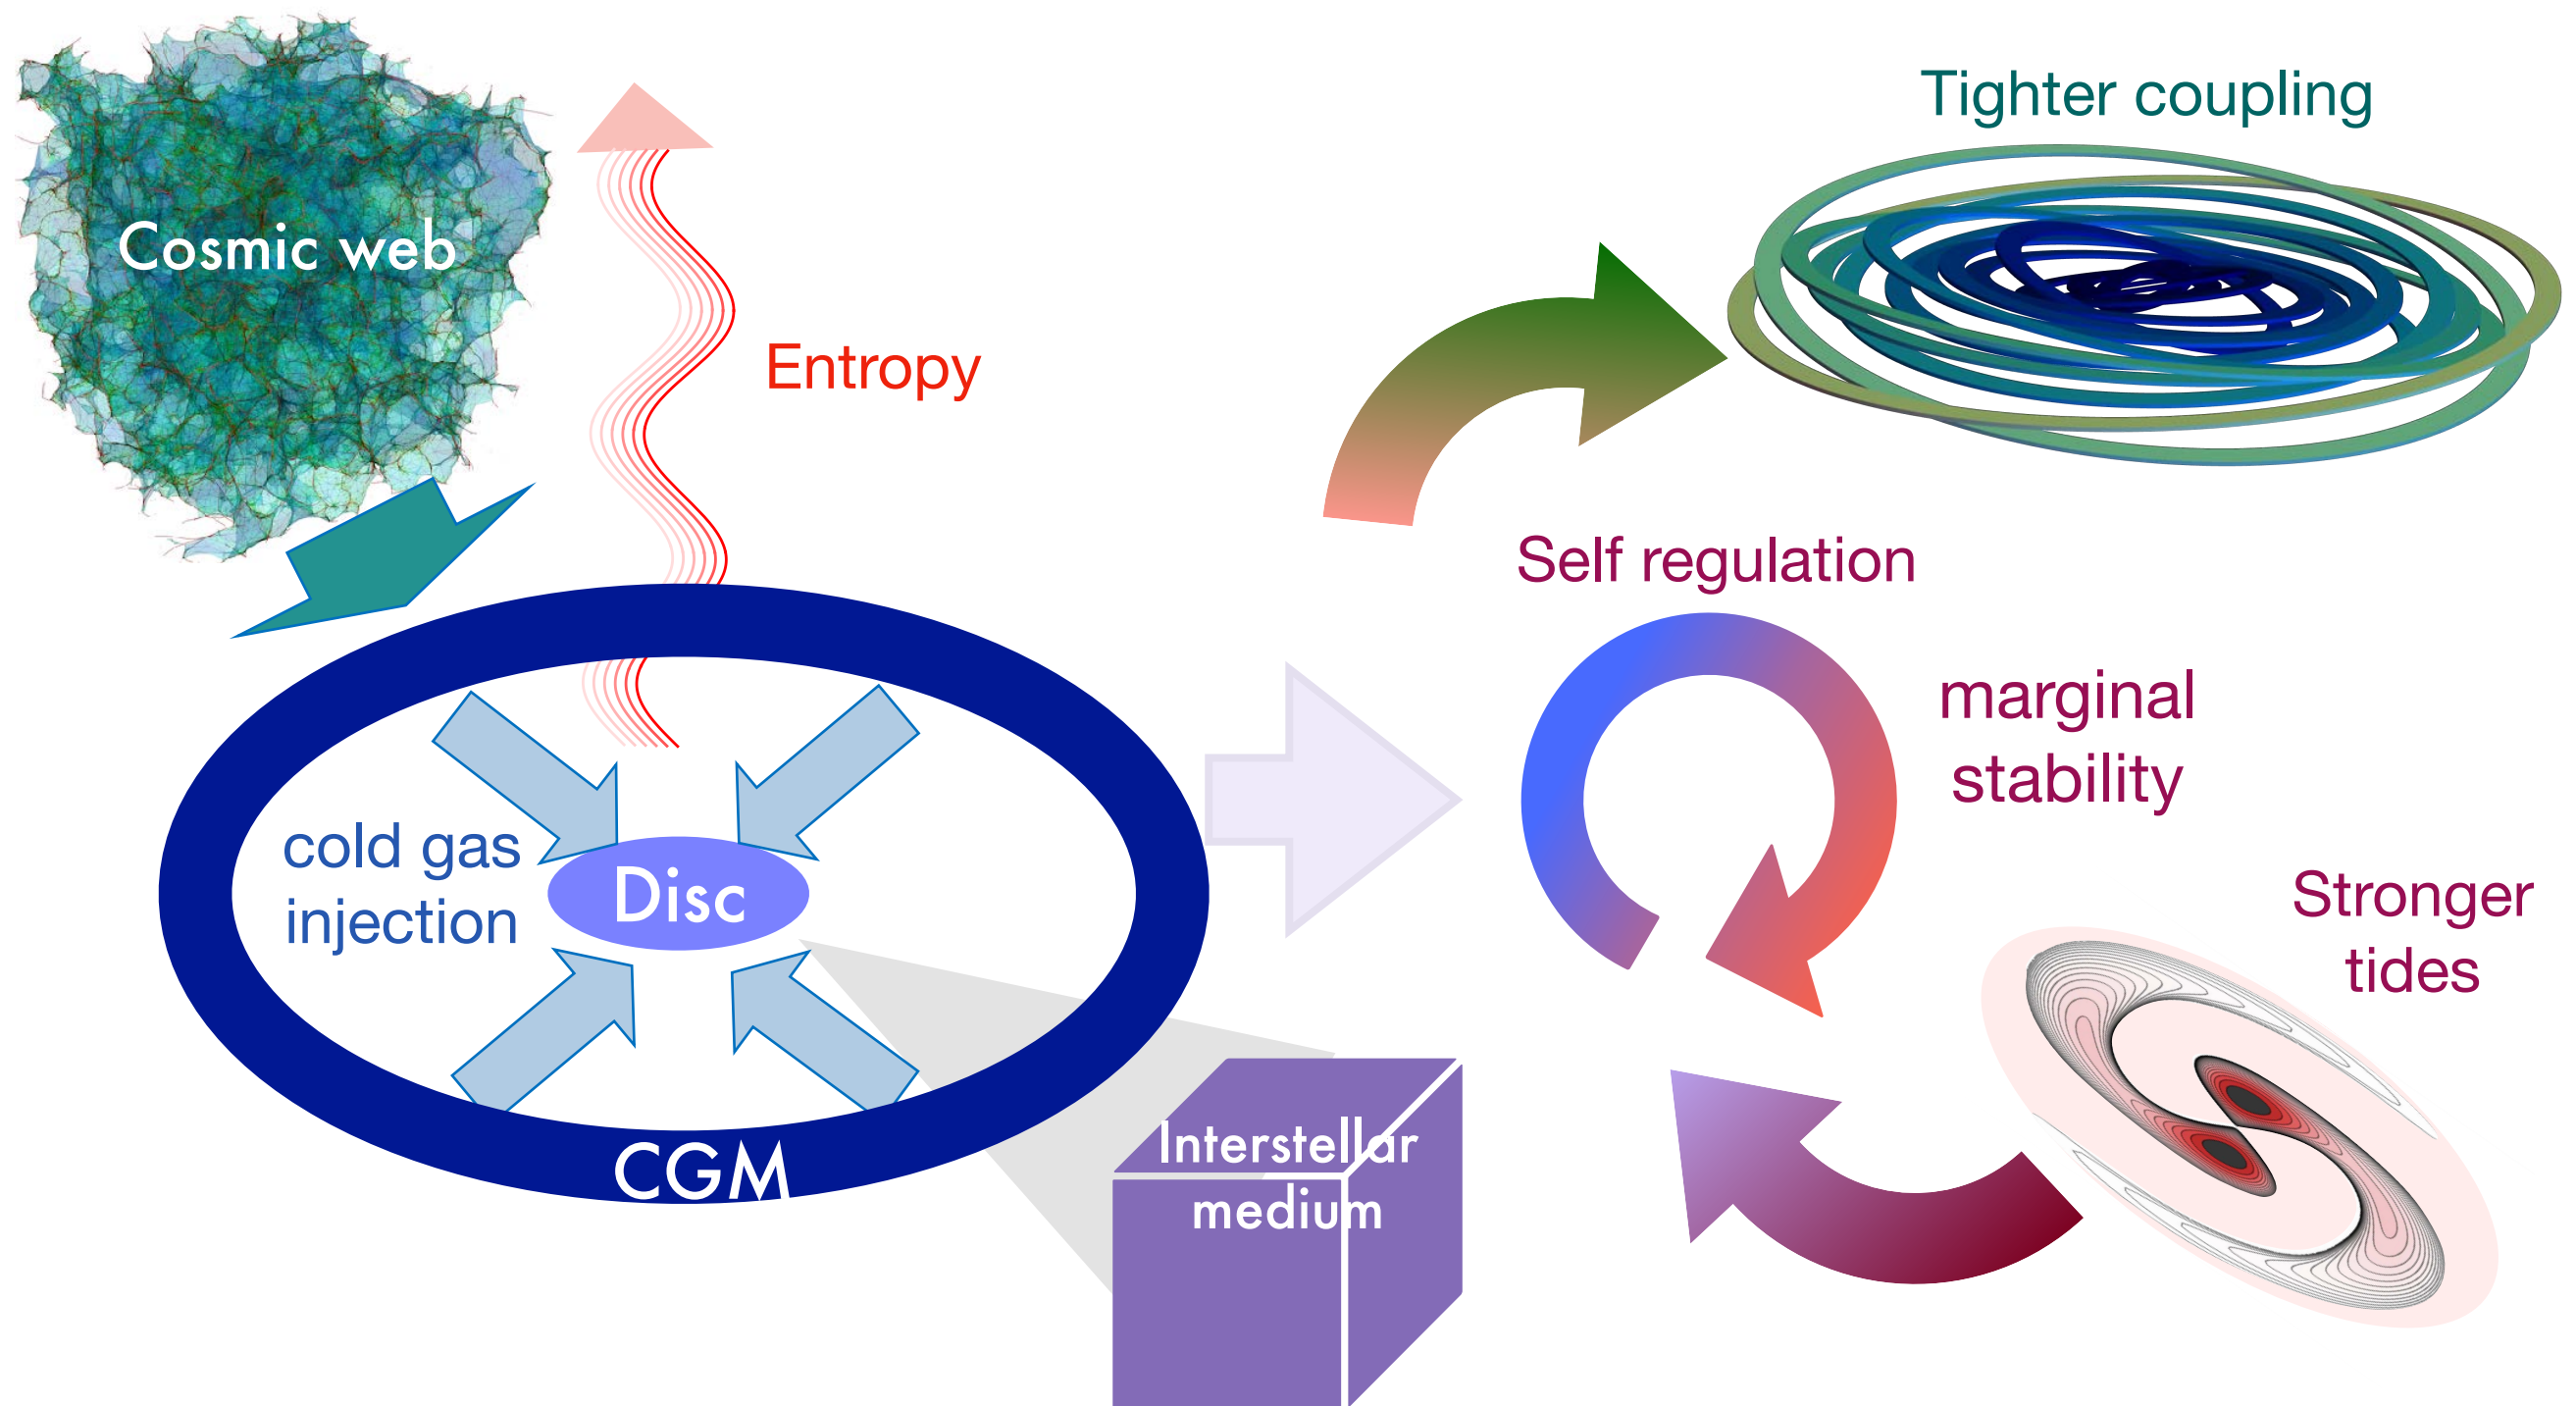 Cosmic web
Entropy
cold gas
injection
Disc
CGM
Interstellar
medium
Tighter coupling
Self regulation
marginal
stability
Stronger
tides